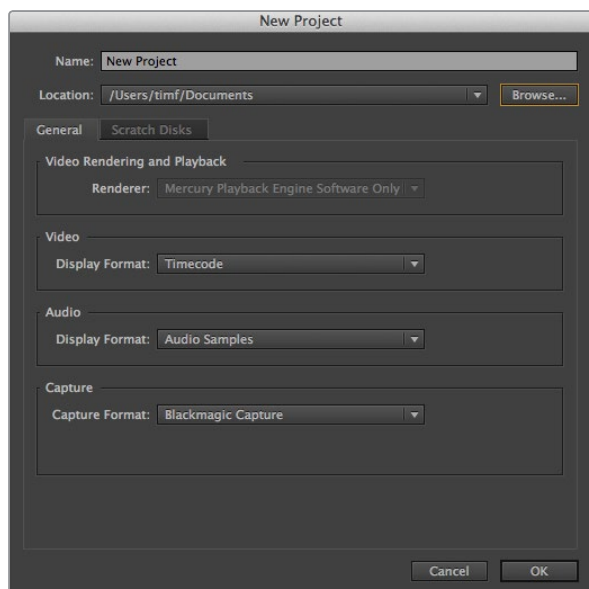 New Project
Name: New Project
Location: /Users/timf/Documents Browse...
General Scratch Disks
Video Rendering and Playback
Renderer: Mercury Playback Engine Software Only
Video
Display Format: Timecode
Audio
Display Format: Audio Samples
Capture
Capture Format: Blackmagic Capture
Cancel OK